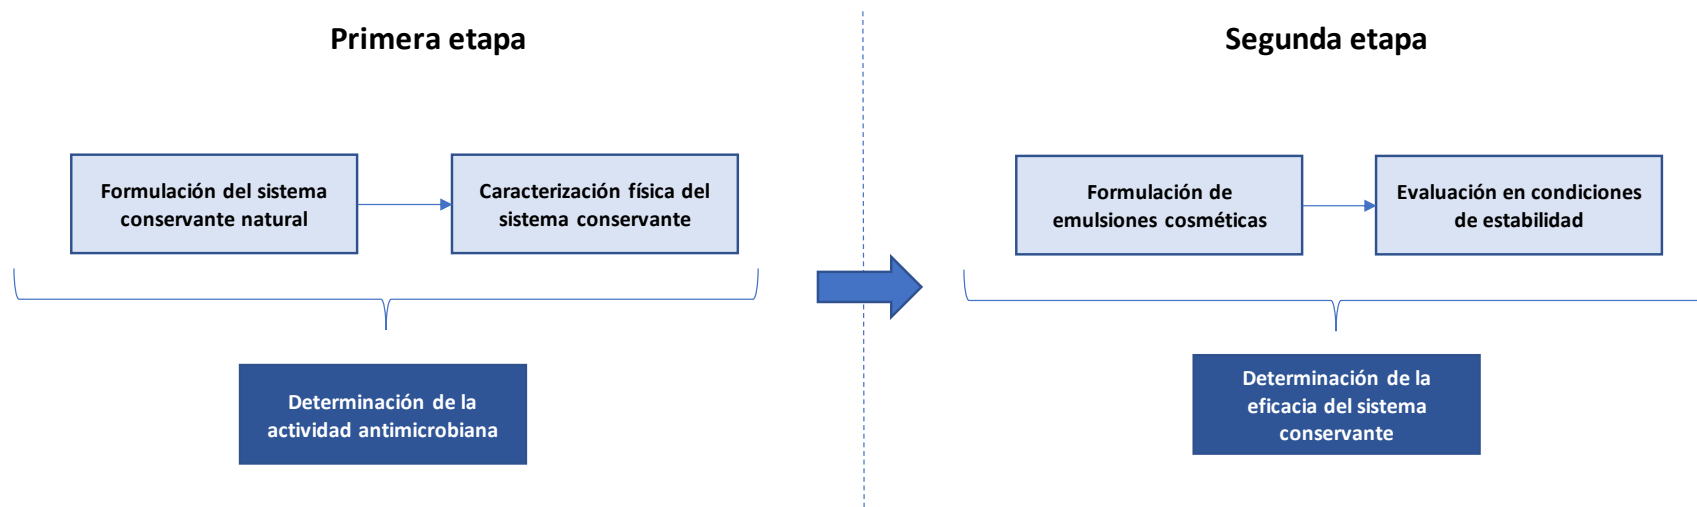 Primera etapa
Formulación del sistema
conservante natural
Caracterización física del
sistema conservante
Determinación de la
actividad antimicrobiana
Segunda etapa
Formulación de
emulsiones cosméticas
Evaluación en condiciones
de estabilidad
Determinación de la
eficacia del sistema
conservante